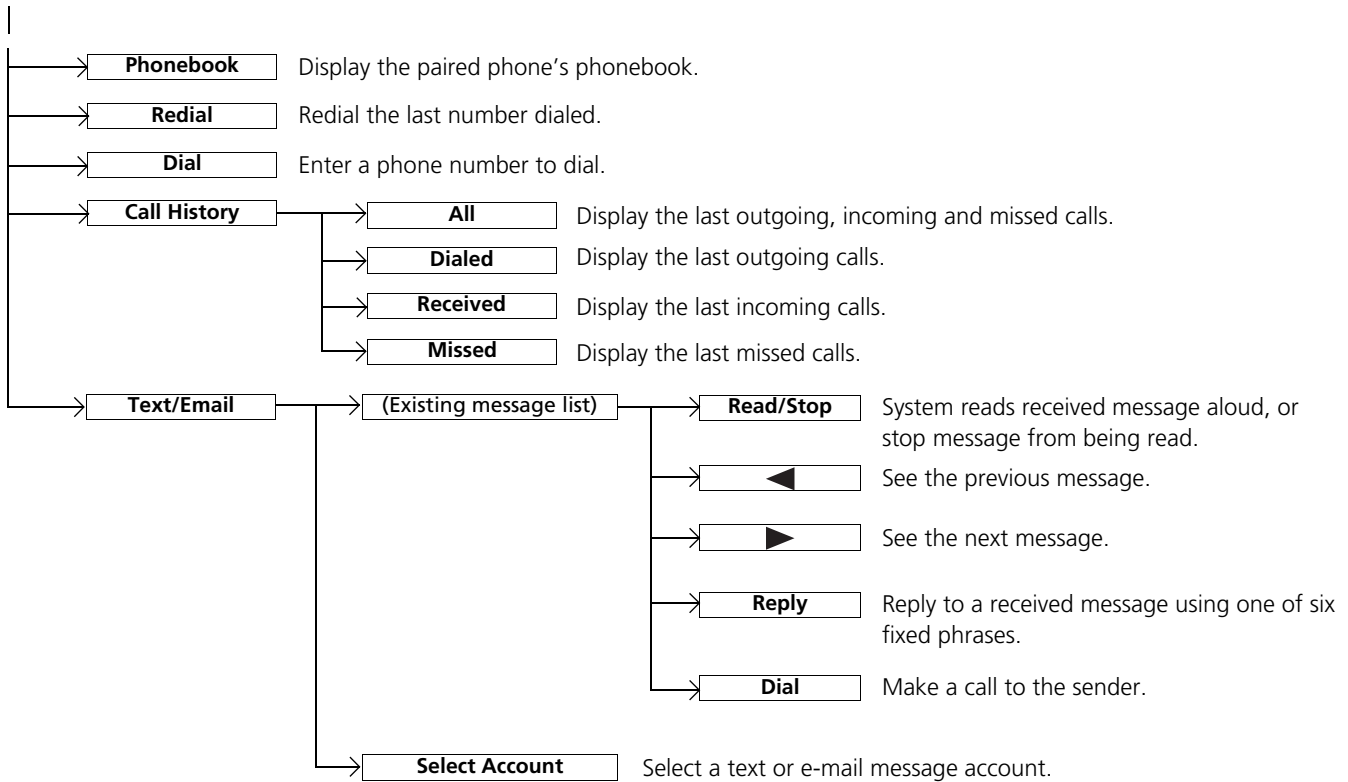 Phonebook Display the paired phone's phonebook.
Redial Redial the last number dialed.
Dial Enter a phone number to dial.
Call History All Display the last outgoing, incoming and missed calls.
Dialed Display the last outgoing calls.
Received Display the last incoming calls.
Missed Display the last missed calls.
Text/Email (Existing message list) Read/Stop System reads received message aloud, or
stop message from being read.
See the previous message.
See the next message.
Reply Reply to a received message using one of six
fixed phrases.
Dial Make a call to the sender.
Select Account Select a text or e-mail message account.